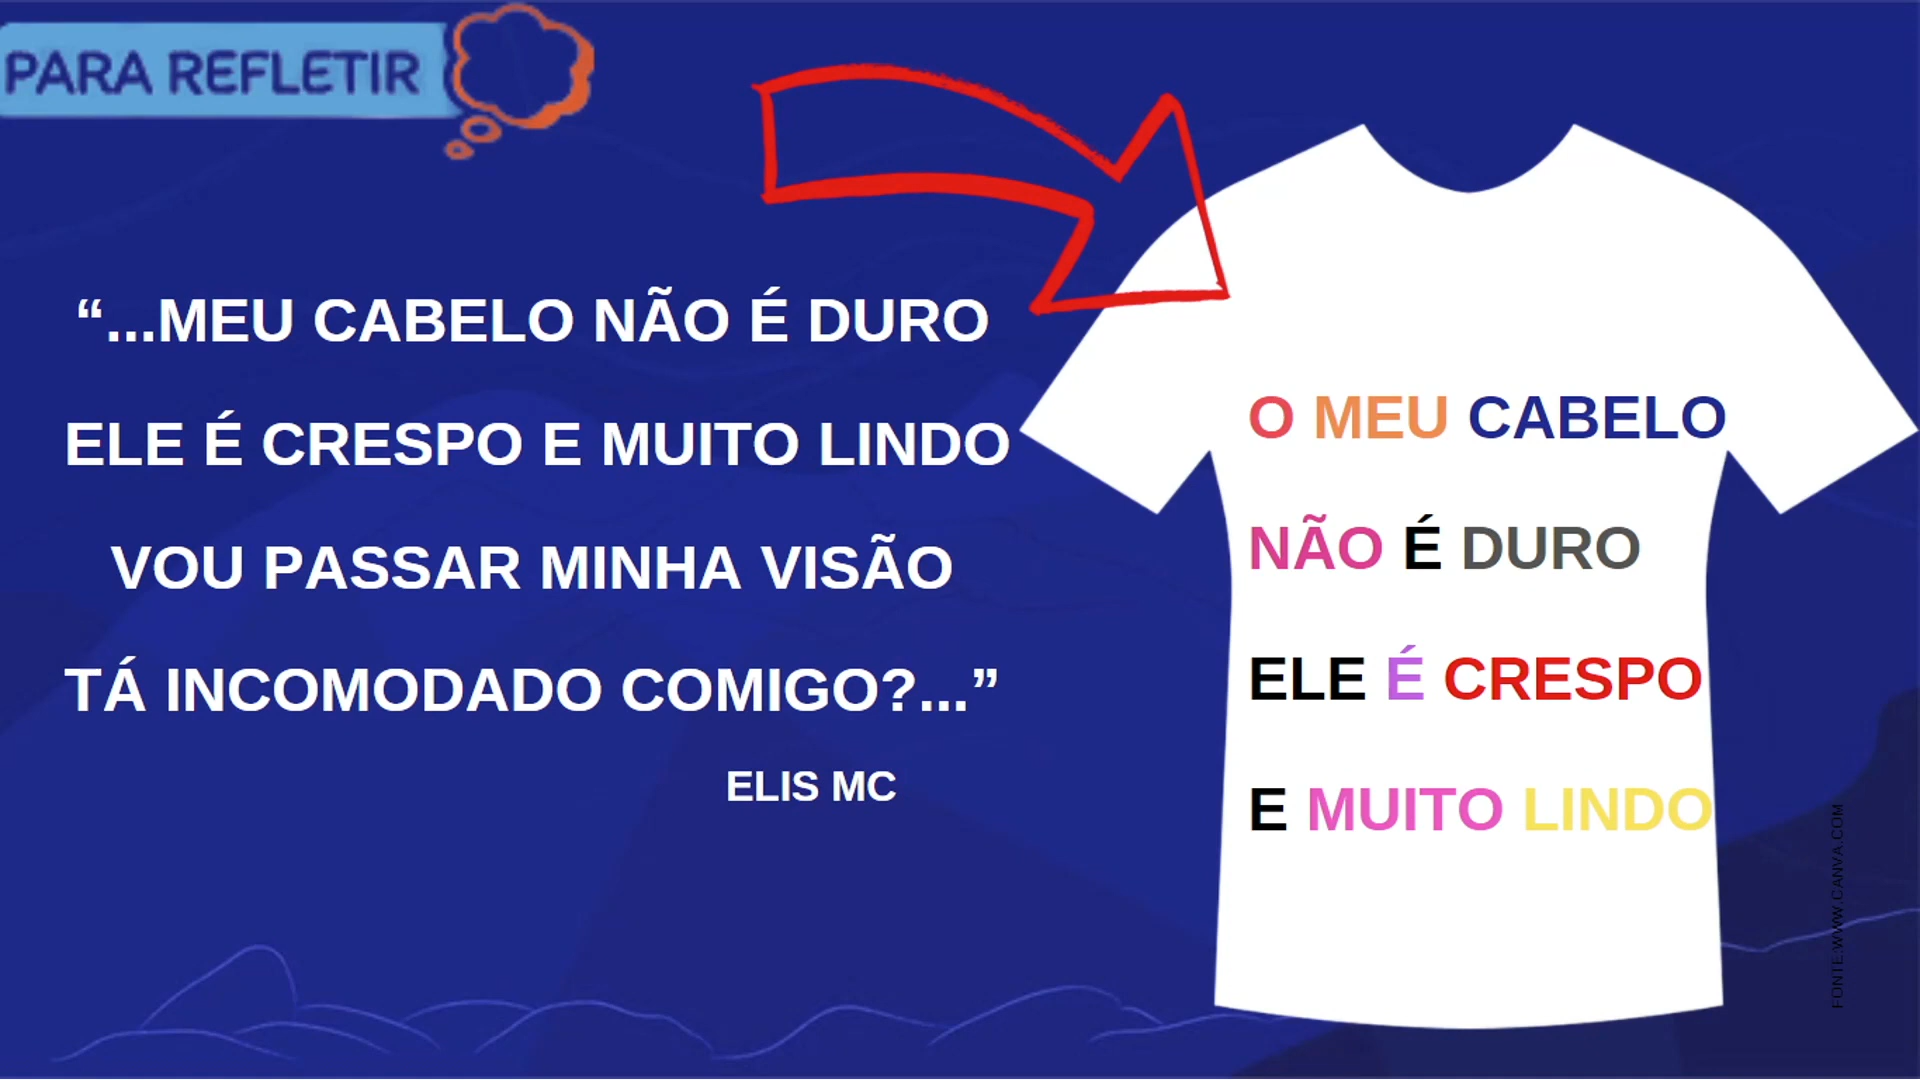 PARA REFLETIR
“...MEU CABELO NÃO É DURO
ELE É CRESPO E MUITO LINDO
VOU PASSAR MINHA VISÃO
TÁ INCOMODADO COMIGO?...”
ELIS MC
O MEU CABELO
NÃO É DURO
ELE É CRESPO
E MUITO LINDO
FONTE:WWW.CANVA.COM